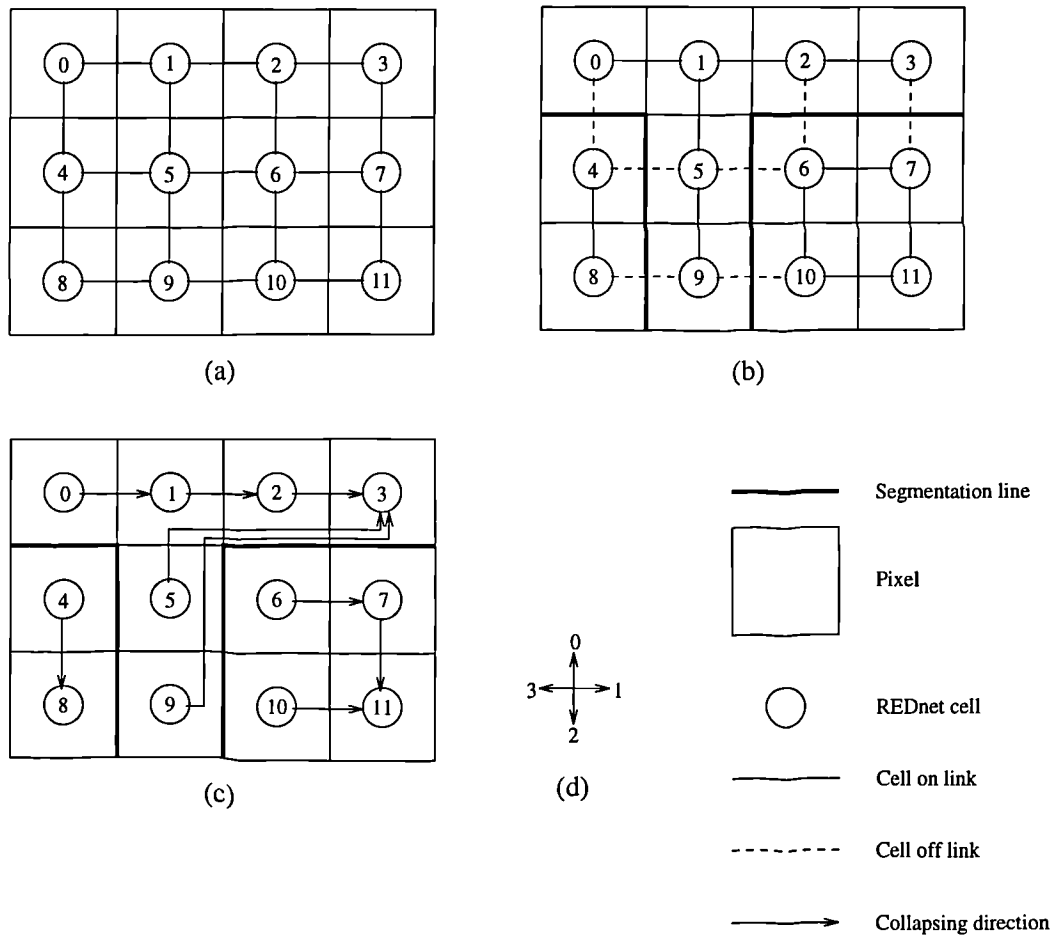 0 1 2 3
4 5 6 7
8 9 10 11
(a)
0 1 2 3
4 5 6 7
8 9 10 11
(b)
0 1 2 3
4 5 6 7
8 9 10 11
(c)
0
3 1
2
(d)
Segmentation line
Pixel
REDnet cell
Cell on link
Cell off link
Collapsing direction